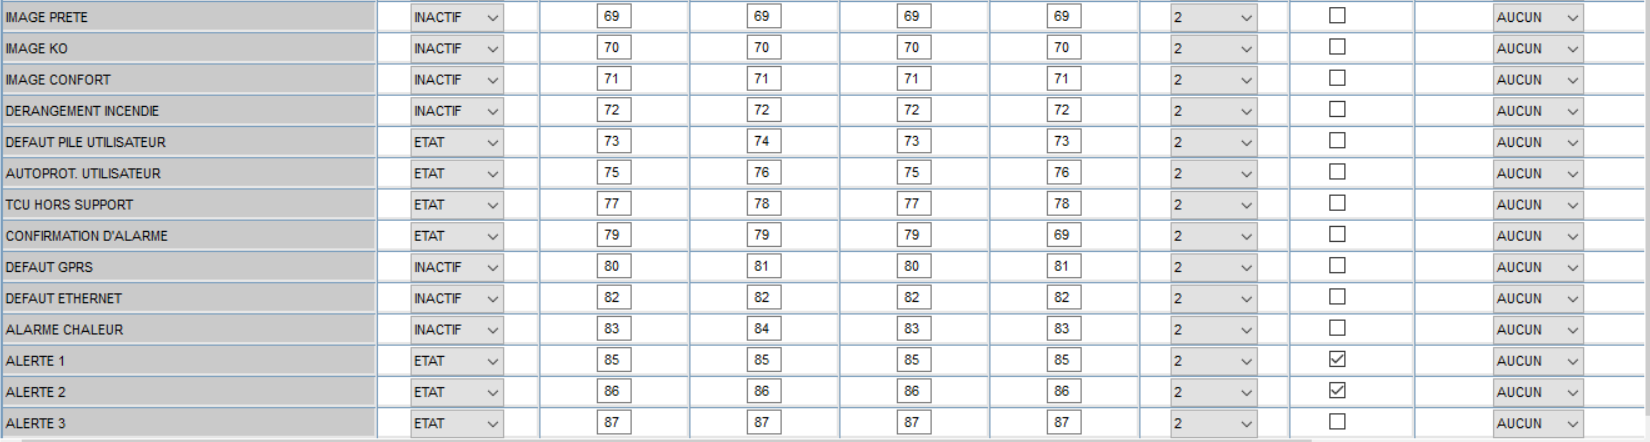 IMAGE PRETE INACTIF 69 69 69 69 2 AUCUN
IMAGE KO INACTIF 70 70 70 70 2 AUCUN
IMAGE CONFORT INACTIF 71 71 71 71 2 AUCUN
DERANGEMENT INCENDIE INACTIF 72 72 72 72 2 AUCUN
DEFAUT PILE UTILISATEUR ETAT 73 74 73 73 2 AUCUN
AUTOPROT. UTILISATEUR ETAT 75 76 75 76 2 AUCUN
TCU HORS SUPPORT ETAT 77 78 77 78 2 AUCUN
CONFIRMATION D'ALARME ETAT 79 79 79 69 2 AUCUN
DEFAUT GPRS INACTIF 80 81 80 81 2 AUCUN
DEFAUT ETHERNET INACTIF 82 82 82 82 2 AUCUN
ALARME CHALEUR INACTIF 83 84 83 83 2 AUCUN
ALERTE 1 ETAT 85 85 85 85 2 AUCUN
ALERTE 2 ETAT 86 86 86 86 2 AUCUN
ALERTE 3 ETAT 87 87 87 87 2 AUCUN